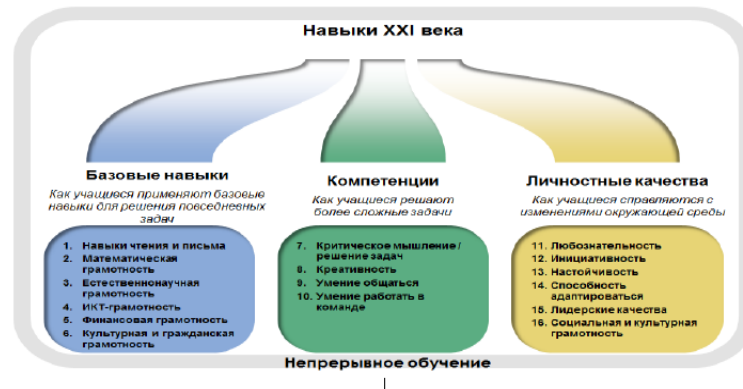 Навыки XXI века
Базовые навыки
Как учащиеся применяют базовые
навыки для решения повседневных
задач
1. Навыки чтения и письма
2. Математическая
грамотность
3. Естественнонаучная
грамотность
4. ИКТ-грамотность
5. Финансовая грамотность
6. Культурная и гражданская
грамотность
Компетенции
Как учащиеся решают
более сложные задачи
7. Критическое мышление /
решение задач
8. Креативность
9. Умение общаться
10. Умение работать в
команде
Личностные качества
Как учащиеся справляются с
изменениями окружающей среды
11. Любознательность
12. Инициативность
13. Настойчивость
14. Способность
адаптироваться
15. Лидерские качества
16. Социальная и культурная
грамотность
Непрерывное обучение